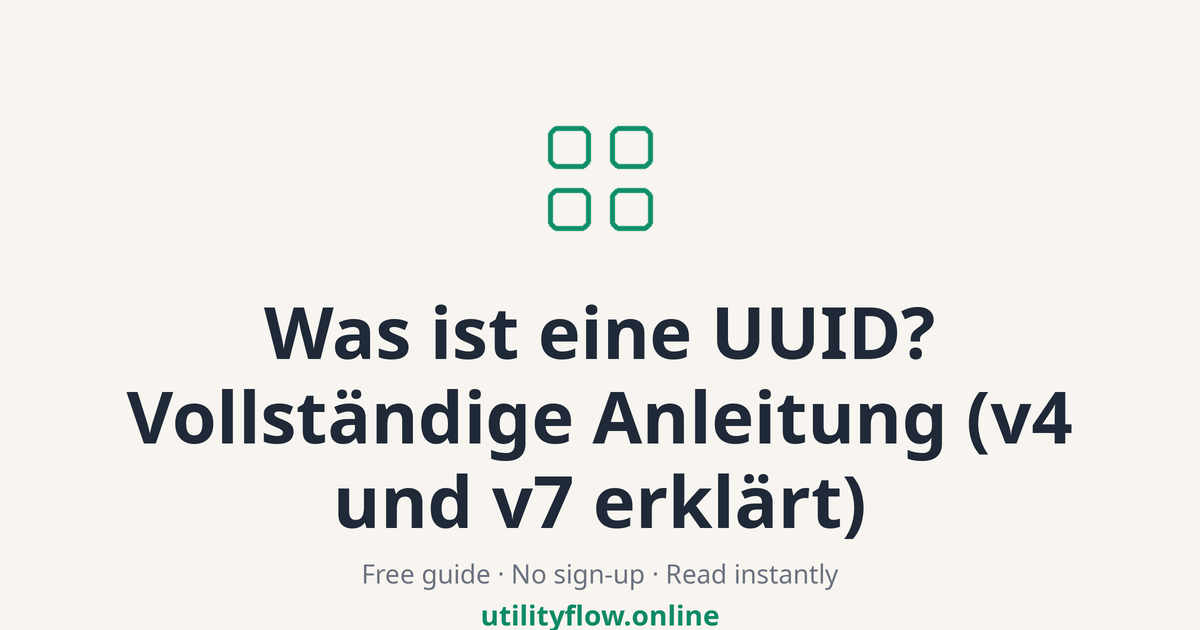 Was ist eine UUID?
Vollständige Anleitung (v4
und v7 erklärt)
Free guide · No sign-up · Read instantly
utilityflow.online